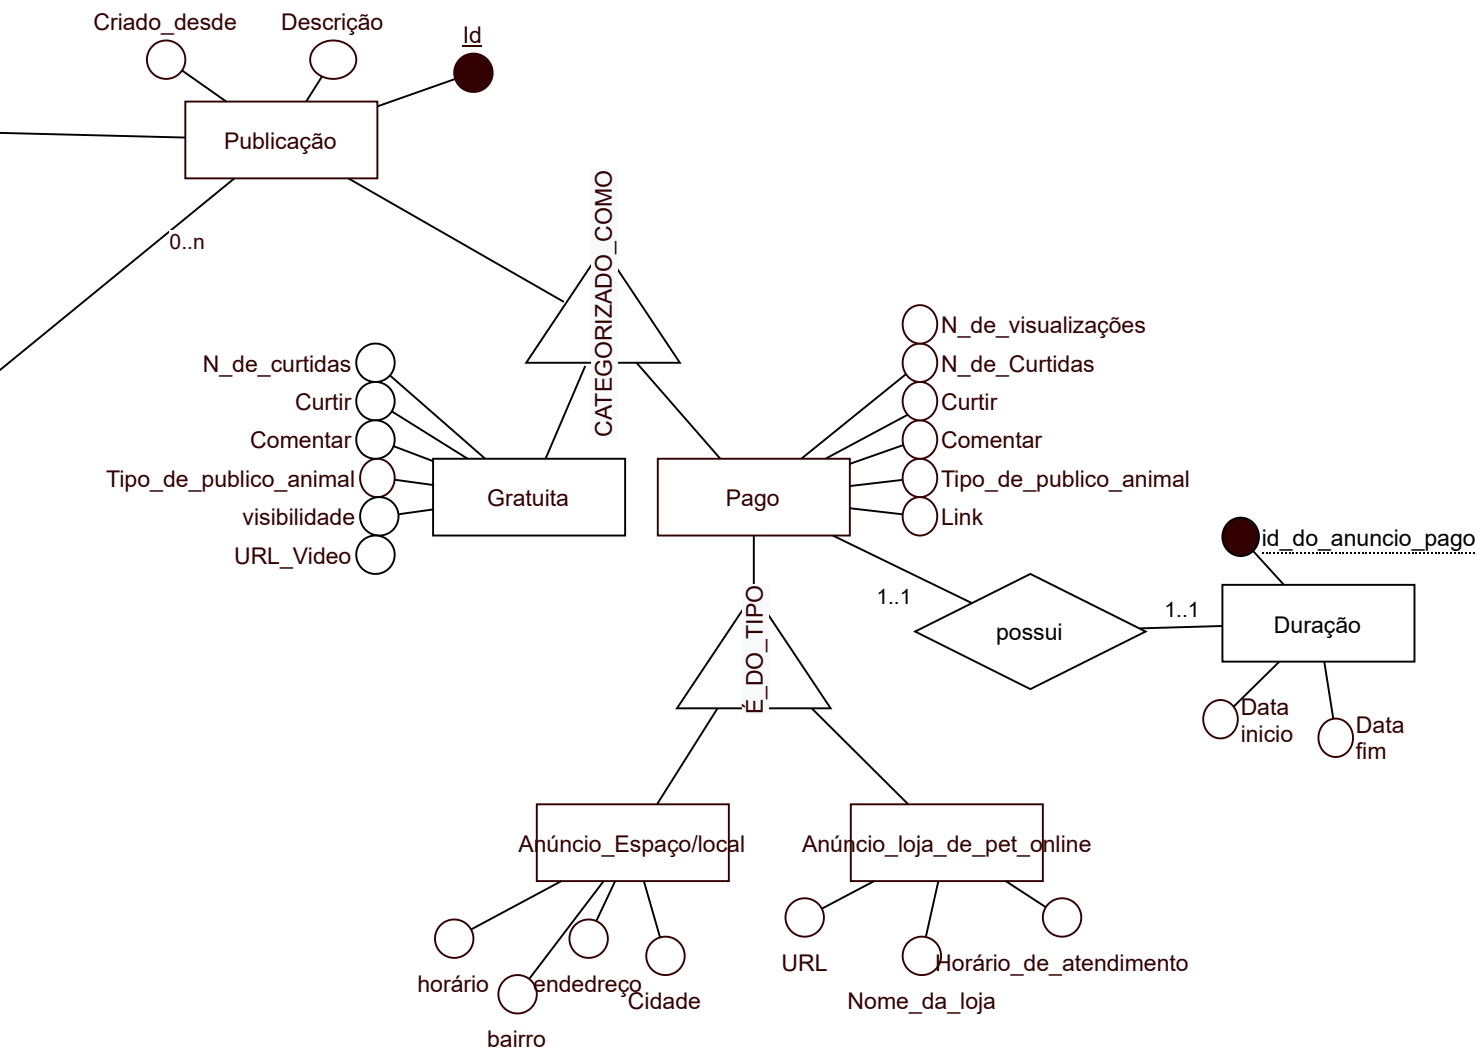 Criado_desde
Descrição
Id
Publicação
0..n
CATEGORIZADO_COMO
N_de_curtidas
Curtir
Comentar
Tipo_de_publico_animal
visibilidade
URL_Video
Gratuita
Pago
N_de_visualizações
N_de_Curtidas
Curtir
Comentar
Tipo_de_publico_animal
Link
id_do_anuncio_pago
1..1
possui
1..1
Duração
Data
inicio
Data
fim
E_DO_TIPO
Anúncio_Espaço/local
Anúncio_loja_de_pet_online
horário
bairro
endedreço
Cidade
URL
Nome_da_loja
Horário_de_atendimento